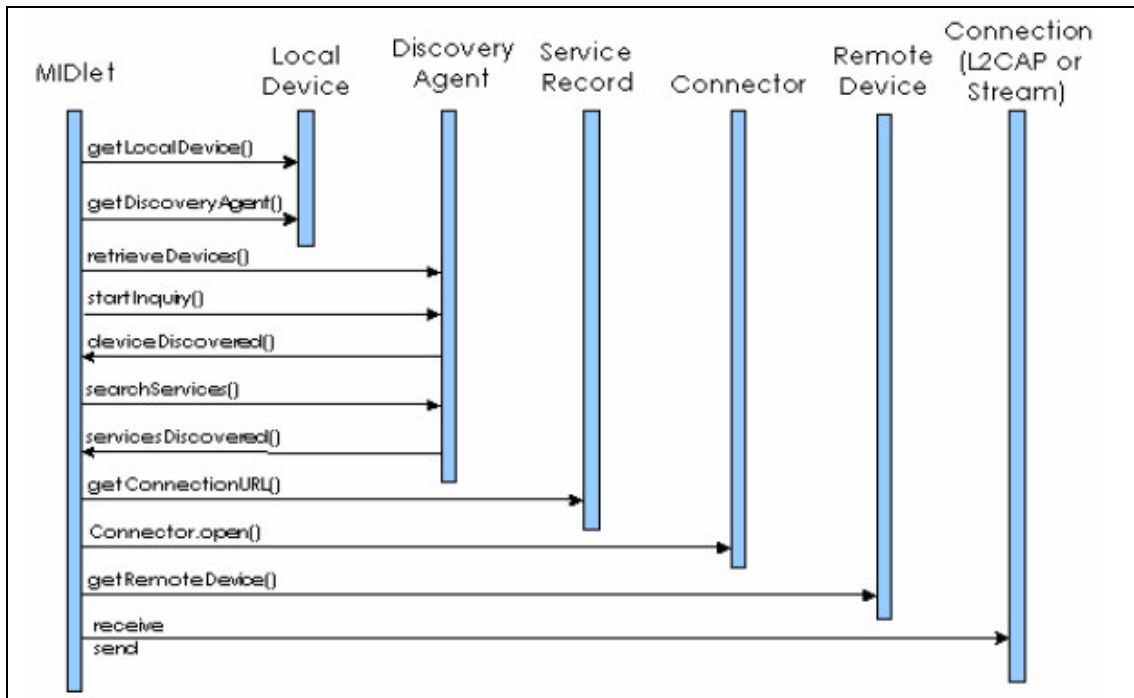 MIDlet
Local
Device
Discovery
Agent
Service
Record
Connector
Remote
Device
Connection
(L2CAP or
Stream)
getLocalDevice()
getDiscoveryAgent()
retrieveDevices()
startInquiry()
deviceDiscovered()
searchServices()
servicesDiscovered()
getConnectionURL()
Connector.open()
getRemoteDevice()
receive
send